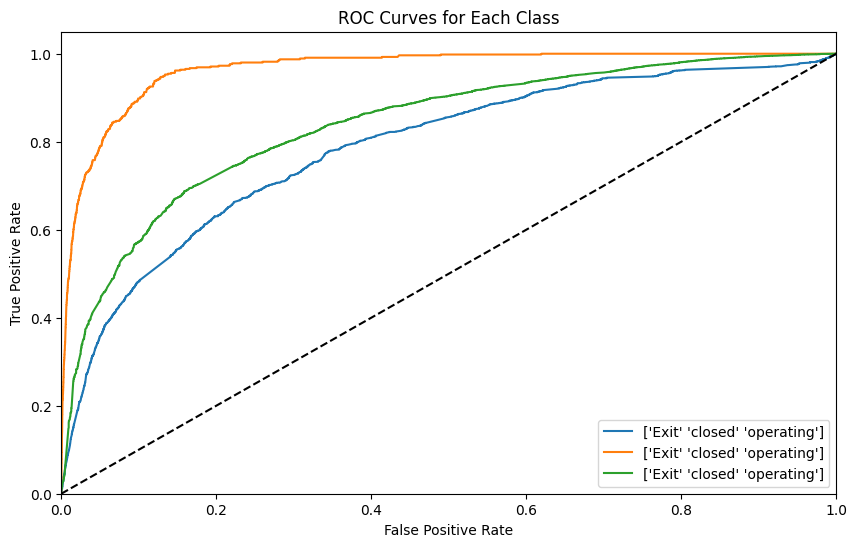 ROC Curves for Each Class
1.0
0.8
0.6
0.4
0.2
0.0
True Positive Rate
['Exit' 'closed' 'operating']
['Exit' 'closed' 'operating']
['Exit' 'closed' 'operating']
0.0 0.2 0.4 0.6 0.8 1.0
False Positive Rate